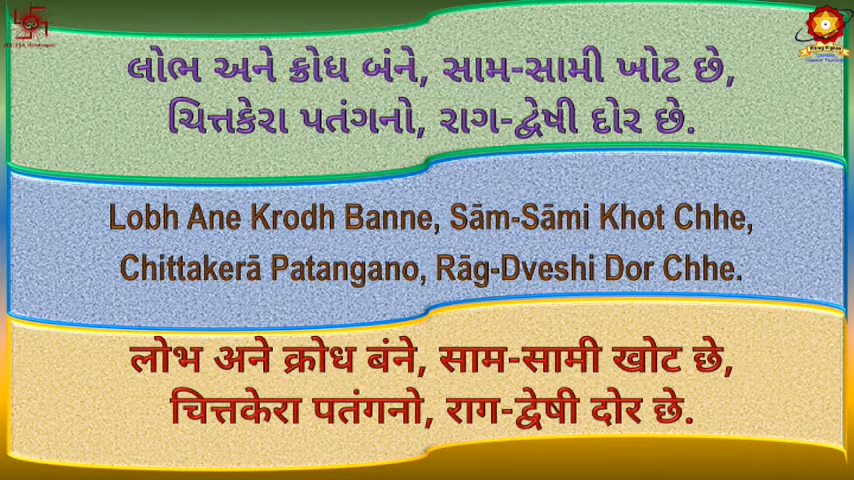 લોભ અને ક્રોધ બંને, સામ-સામી ખોટ છે,
ચિત્તકેરા પતંગનો, રાગ-દ્વેષી દોર છે.
Lobh Ane Krodh Banne, Sām-Sāmi Khot Chhe,
Chittakerā Patangano, Rāg-Dveshi Dor Chhe.
लोभ अने क्रोध बंने, साम-सामी खोट छे,
चित्तकेरा पतंगनो, राग-द्वेषी दोर छे.